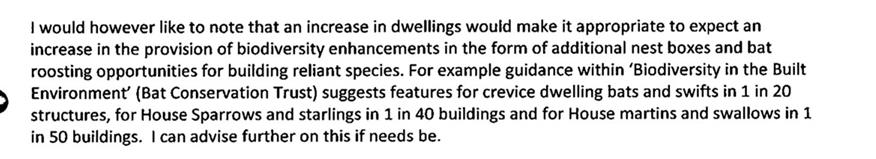 I would however like to note that an increase in dwellings would make it appropriate to expect an
increase in the provision of biodiversity enhancements in the form of additional nest boxes and bat
roosting opportunities for building reliant species. For example guidance within ‘Biodiversity in the Built
Environment’ (Bat Conservation Trust) suggests features for crevice dwelling bats and swifts in 1 in 20
structures, for House Sparrows and starlings in 1 in 40 buildings and for House martins and swallows in 1
in 50 buildings.  I can advise further on this if needs be.